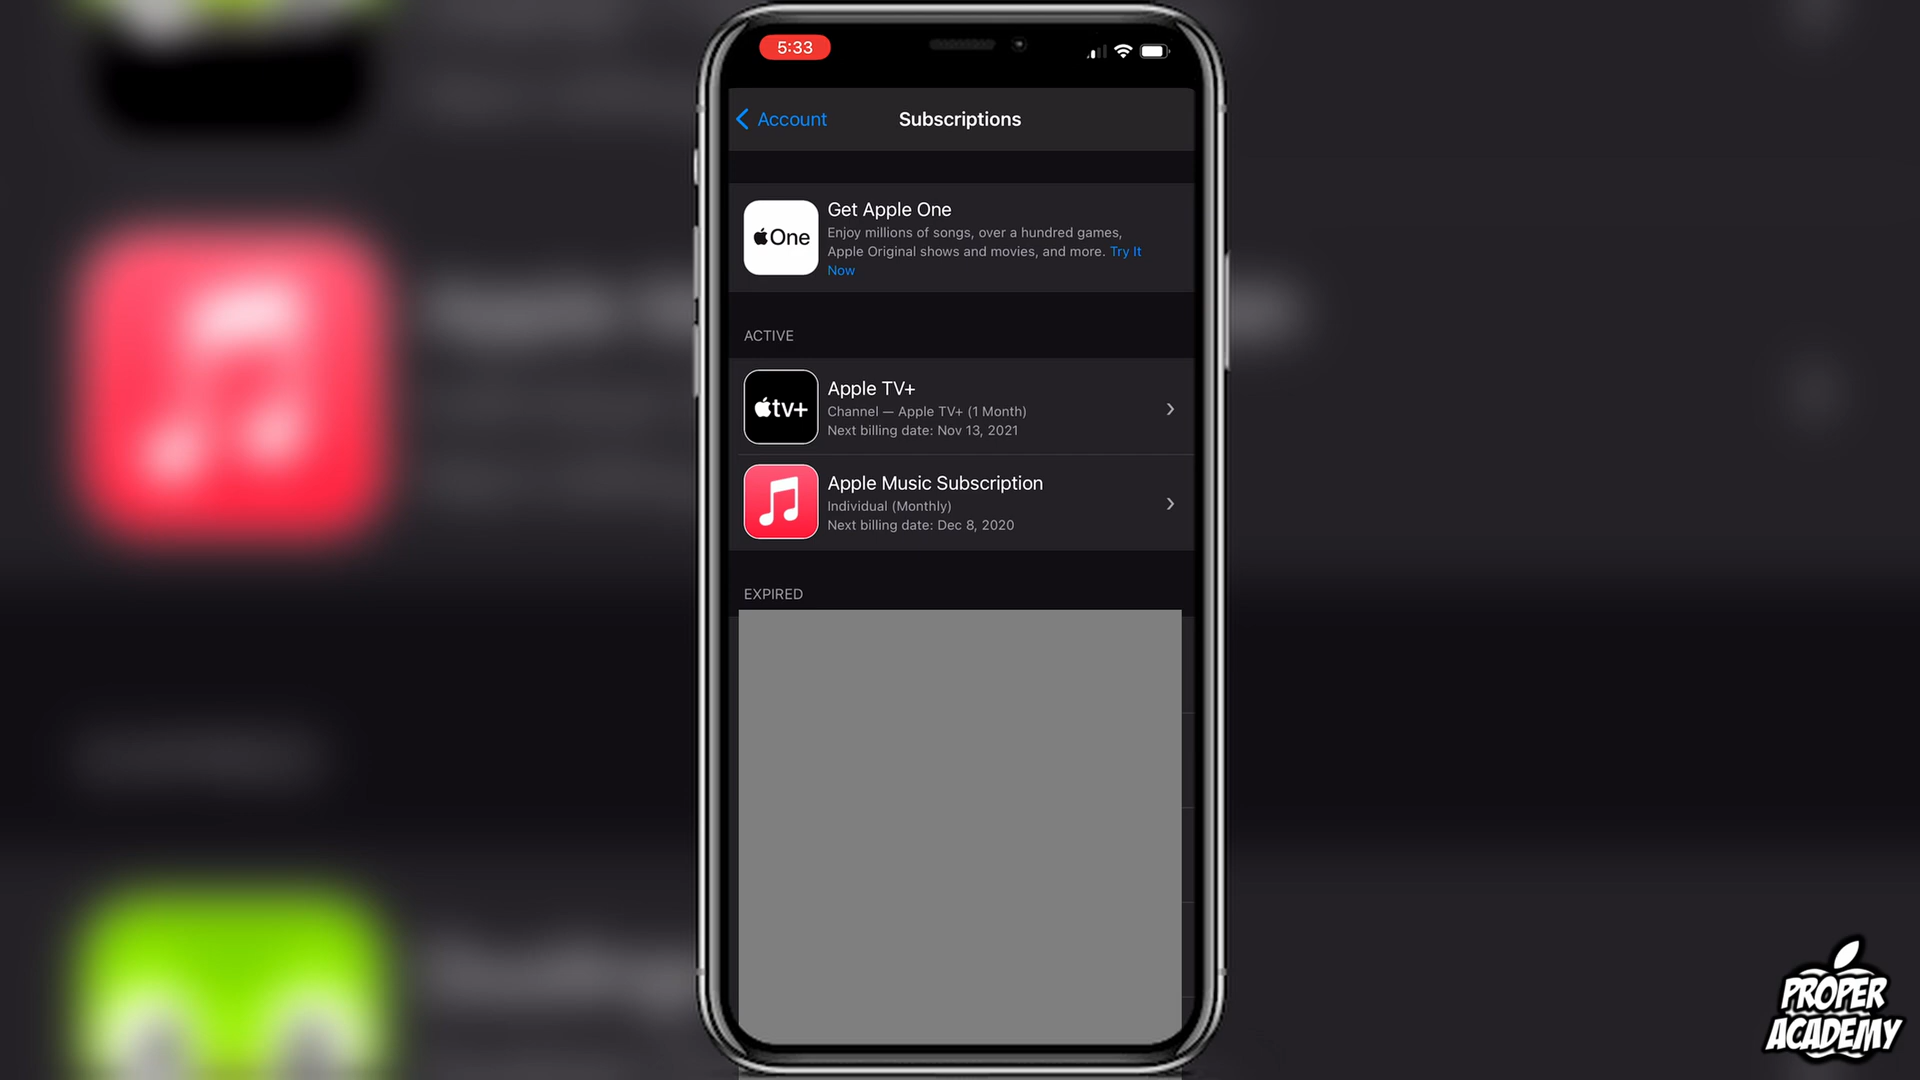 5:33
Account
Subscriptions
One
Get Apple One
Enjoy millions of songs, over a hundred games,
Apple Original shows and movies, and more. Try It
Now
ACTIVE
tv+
Apple TV+
Channel — Apple TV+ (1 Month)
Next billing date: Nov 13, 2021
Apple Music Subscription
Individual (Monthly)
Next billing date: Dec 8, 2020
EXPIRED
PROPER
ACADEMY